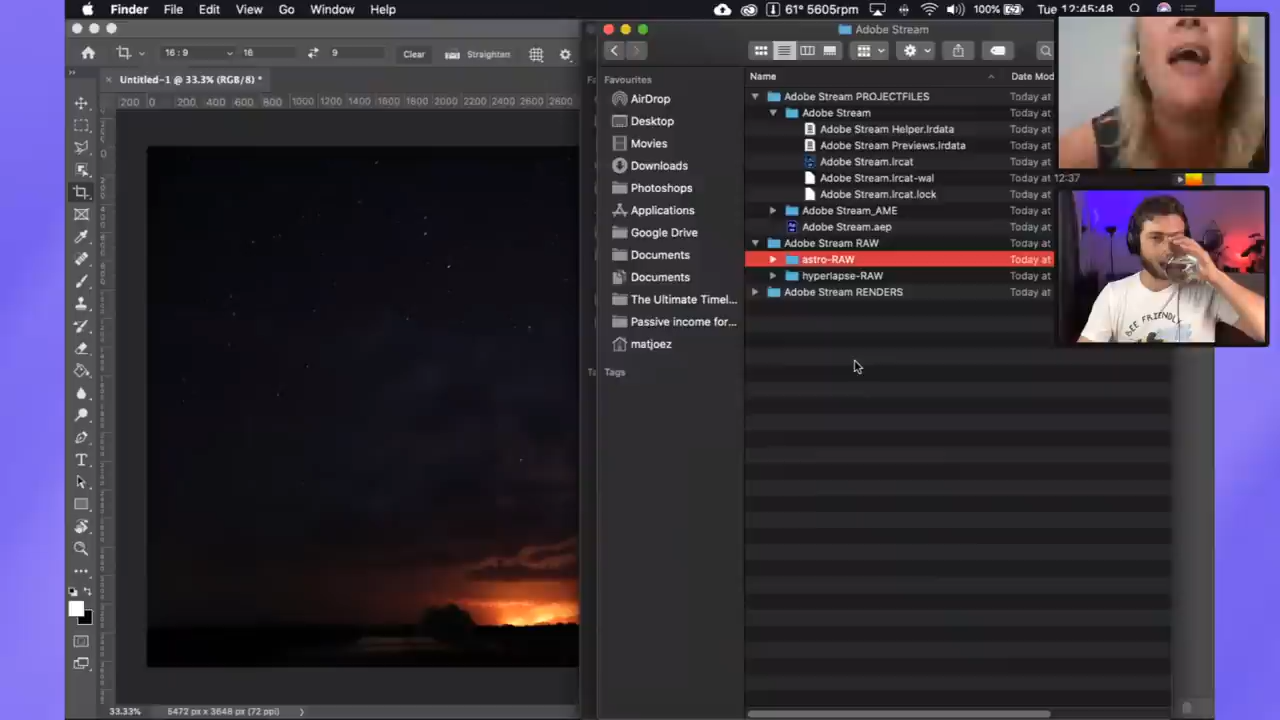 Finder File Edit View Go Window Help 61° 5605rpm 100% Tue 12:45:48
16 : 9 16 9 Clear Straighten
Untitled-1 @ 33.3% (RGB/8) *
200 0 200 400 600 800 1000 1200 1400 1600 1800 2000 2200 2400 2600 2800
33.33% 5472 px x 3648 px (72 ppi)
Adobe Stream
Favourites
AirDrop
Desktop
Movies
Downloads
Photoshops
Applications
Google Drive
Documents
Documents
The Ultimate Timel...
Passive income for...
matjoez
Tags
Name Date Mod
Adobe Stream PROJECTFILES Today at
Adobe Stream Today at
Adobe Stream Helper.lrdata Today at
Adobe Stream Previews.lrdata Today at
Adobe Stream.lrcat Today at
Adobe Stream.lrcat-wal Today at 12:37
Adobe Stream.lrcat.lock Today at
Adobe Stream_AME Today at
Adobe Stream.aep Today at
Adobe Stream RAW Today at
astro-RAW Today at
hyperlapse-RAW Today at
Adobe Stream RENDERS Today at
BEE FRIENDLY